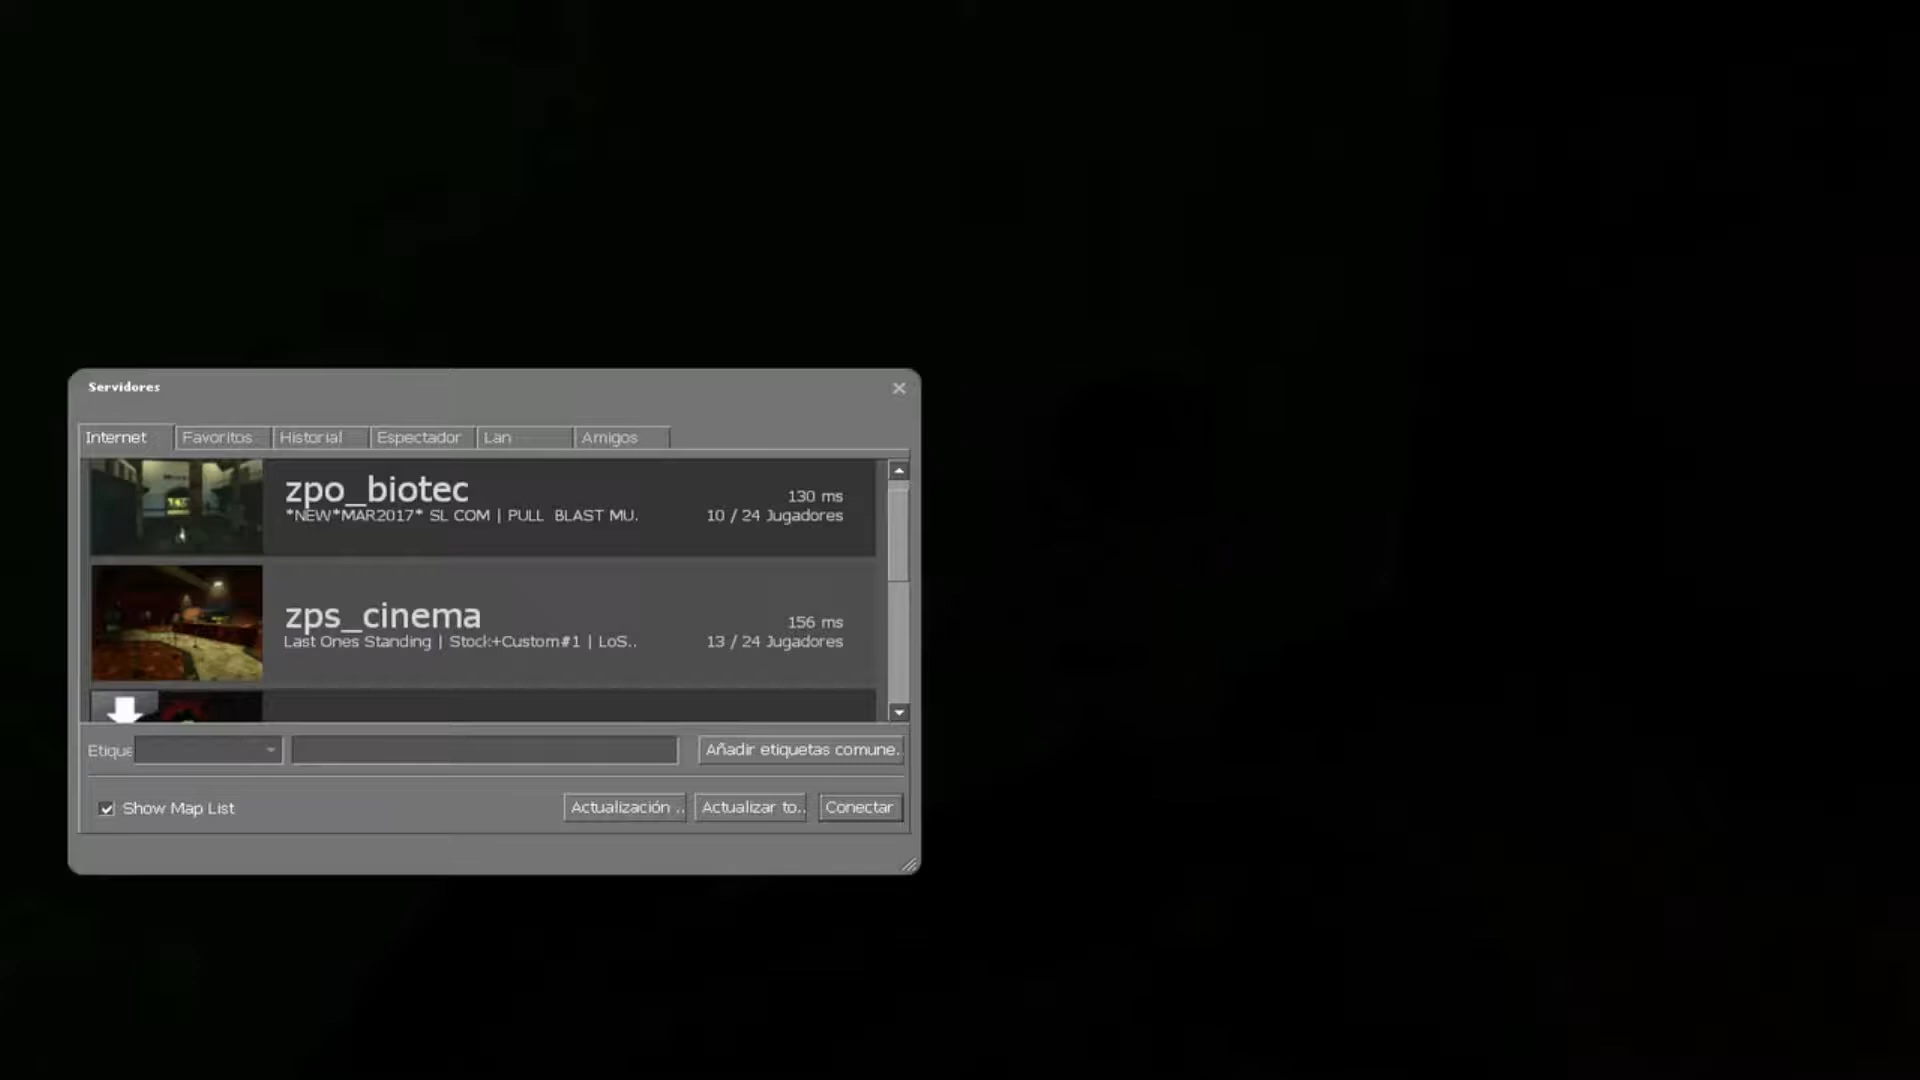 Servidores
Internet Favoritos Historial Espectador Lan Amigos
zpo_biotec
130 ms
*NEW*MAR2017* SL COM | PULL BLAST MU.
10 / 24 Jugadores
zps_cinema
156 ms
Last Ones Standing | Stock+Custom#1 | LoS..
13 / 24 Jugadores
Etique
Añadir etiquetas comune.
Show Map List
Actualización .. Actualizar to.. Conectar